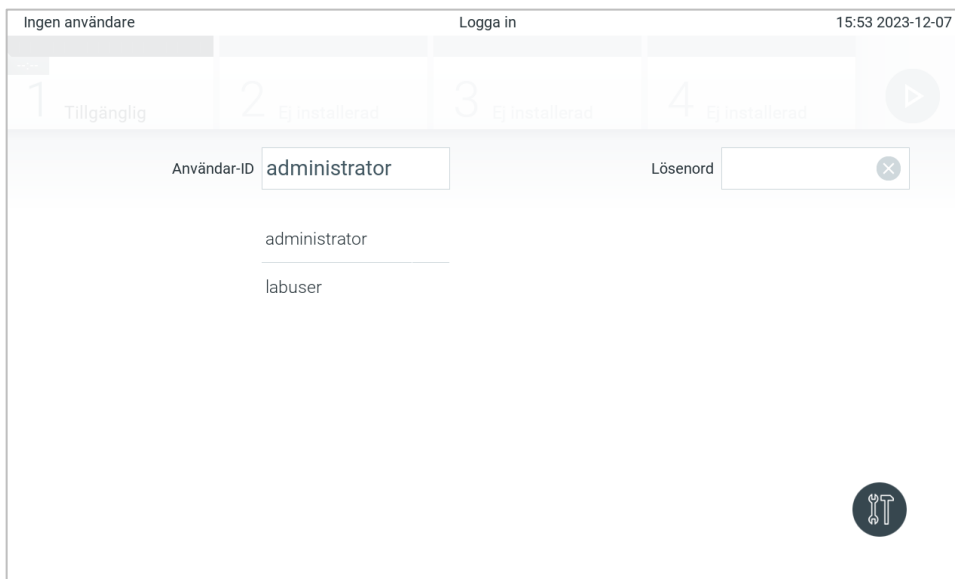 Ingen användare Logga in 15:53 2023-12-07
1 Tillgänglig 2 Ej installerad 3 Ej installerad 4 Ej installerad
Användar-ID administrator Lösenord
administrator
labuser